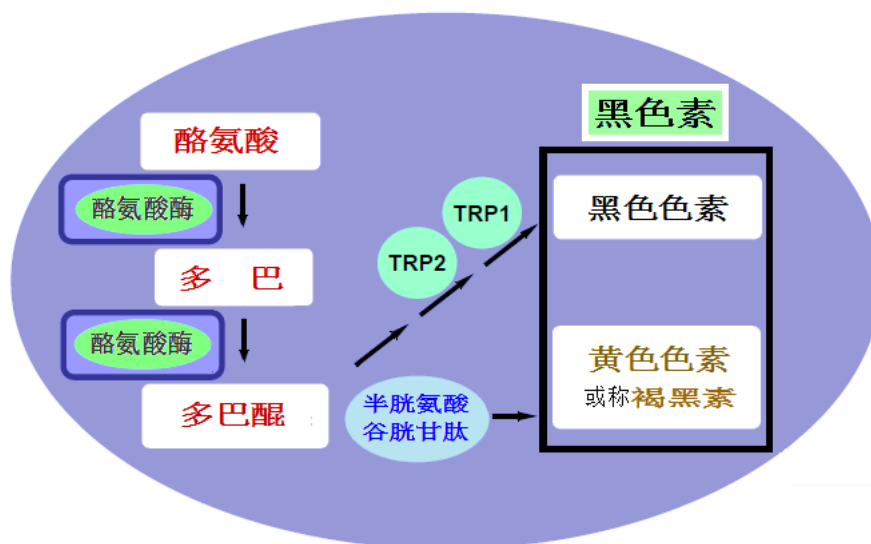 黑色素
酪氨酸
酪氨酸酶
TRP1
黑色色素
TRP2
多 巴
酪氨酸酶
黄色色素
或称褐黑素
多巴醌
半胱氨酸
谷胱甘肽